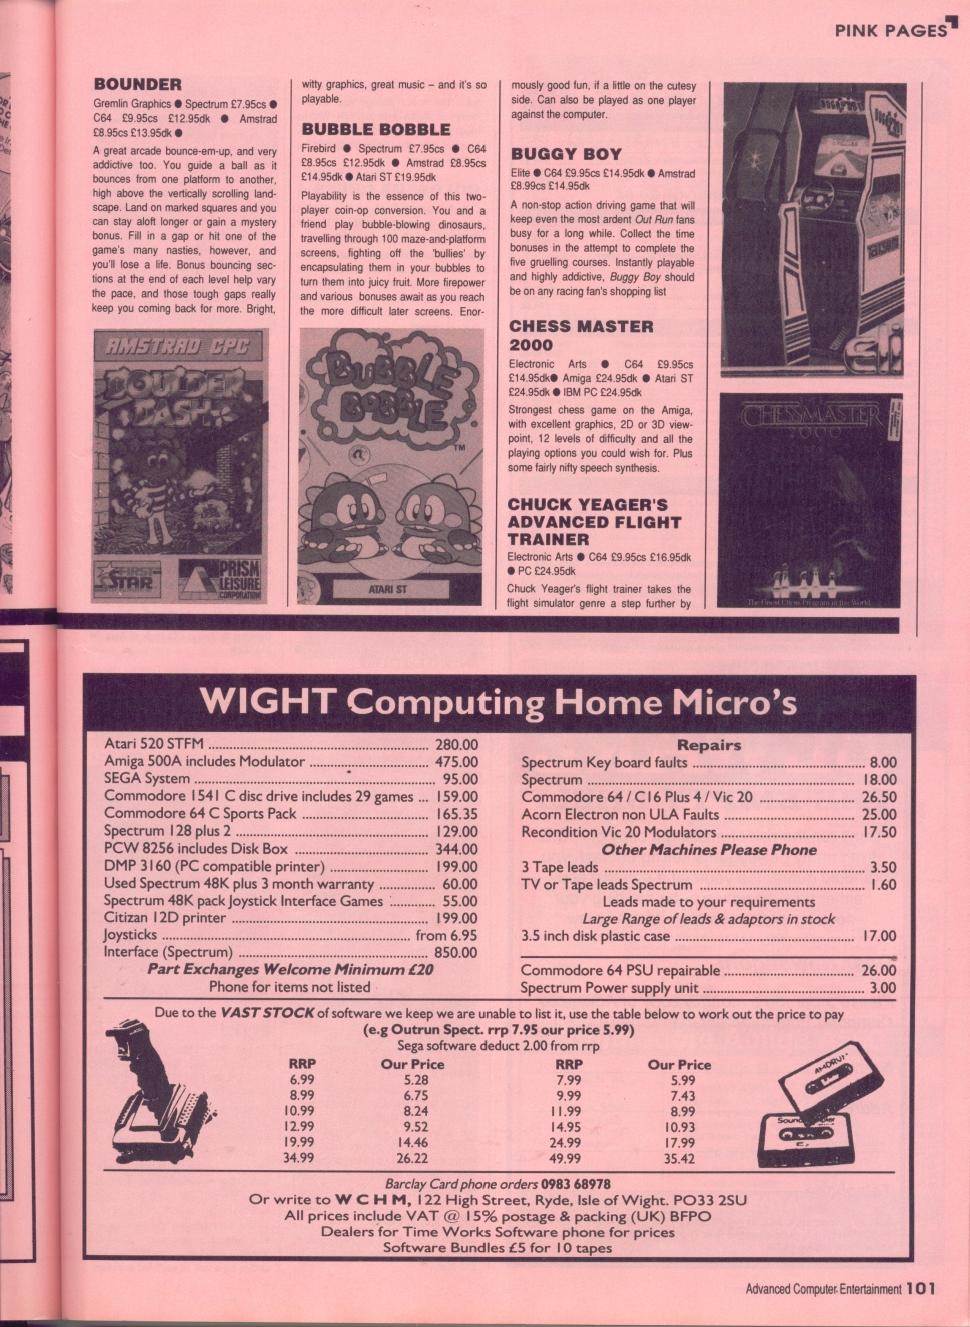 PINK PAGES
BOUNDER
Gremlin Graphics ● Spectrum £7.95cs ●
C64 £9.95cs £12.95dk ● Amstrad
£8.95cs £13.95dk ●
A great arcade bounce-em-up, and very
addictive too. You guide a ball as it
bounces from one platform to another,
high above the vertically scrolling land-
scape. Land on marked squares and you
can stay aloft longer or gain a mystery
bonus. Fill in a gap or hit one of the
game's many nasties, however, and
you'll lose a life. Bonus bouncing sec-
tions at the end of each level help vary
the pace, and those tough gaps really
keep you coming back for more. Bright,
AMSTRAD CPC
BOULDER
DASH
FIRST
STAR
PRISM
LEISURE
CORPORATION
witty graphics, great music – and it's so
playable.
BUBBLE BOBBLE
Firebird ● Spectrum £7.95cs ● C64
£8.95cs £12.95dk ● Amstrad £8.95cs
£14.95dk ● Atari ST £19.95dk
Playability is the essence of this two-
player coin-op conversion. You and a
friend play bubble-blowing dinosaurs,
travelling through 100 maze-and-platform
screens, fighting off the 'bullies' by
encapsulating them in your bubbles to
turn them into juicy fruit. More firepower
and various bonuses await as you reach
the more difficult later screens. Enor-
BUBBLE
BOBBLE
TM
ATARI ST
mously good fun, if a little on the cutesy
side. Can also be played as one player
against the computer.
BUGGY BOY
Elite ● C64 £9.95cs £14.95dk ● Amstrad
£8.99cs £14.95dk
A non-stop action driving game that will
keep even the most ardent Out Run fans
busy for a long while. Collect the time
bonuses in the attempt to complete the
five gruelling courses. Instantly playable
and highly addictive, Buggy Boy should
be on any racing fan's shopping list
CHESS MASTER
2000
Electronic Arts ● C64 £9.95cs
£14.95dk● Amiga £24.95dk ● Atari ST
£24.95dk ● IBM PC £24.95dk
Strongest chess game on the Amiga,
with excellent graphics, 2D or 3D view-
point, 12 levels of difficulty and all the
playing options you could wish for. Plus
some fairly nifty speech synthesis.
CHUCK YEAGER'S
ADVANCED FLIGHT
TRAINER
Electronic Arts ● C64 £9.95cs £16.95dk
● PC £24.95dk
Chuck Yeager's flight trainer takes the
flight simulator genre a step further by
CHESSMASTER
2000
The Finest Chess Program in the World
WIGHT Computing Home Micro's
Atari 520 STFM 280.00
Amiga 500A includes Modulator 475.00
SEGA System 95.00
Commodore 1541 C disc drive includes 29 games 159.00
Commodore 64 C Sports Pack 165.35
Spectrum 128 plus 2 129.00
PCW 8256 includes Disk Box 344.00
DMP 3160 (PC compatible printer) 199.00
Used Spectrum 48K plus 3 month warranty 60.00
Spectrum 48K pack Joystick Interface Games 55.00
Citizan 12D printer 199.00
Joysticks from 6.95
Interface (Spectrum) 850.00
Part Exchanges Welcome Minimum £20
Phone for items not listed
Repairs
Spectrum Key board faults 8.00
Spectrum 18.00
Commodore 64 / C16 Plus 4 / Vic 20 26.50
Acorn Electron non ULA Faults 25.00
Recondition Vic 20 Modulators 17.50
Other Machines Please Phone
3 Tape leads 3.50
TV or Tape leads Spectrum 1.60
Leads made to your requirements
Large Range of leads & adaptors in stock
3.5 inch disk plastic case 17.00
Commodore 64 PSU repairable 26.00
Spectrum Power supply unit 3.00
Due to the VAST STOCK of software we keep we are unable to list it, use the table below to work out the price to pay
(e.g Outrun Spect. rrp 7.95 our price 5.99)
Sega software deduct 2.00 from rrp
RRP Our Price RRP Our Price
6.99 5.28 7.99 5.99
8.99 6.75 9.99 7.43
10.99 8.24 11.99 8.99
12.99 9.52 14.95 10.93
19.99 14.46 24.99 17.99
34.99 26.22 49.99 35.42
Barclay Card phone orders 0983 68978
Or write to W C H M, 122 High Street, Ryde, Isle of Wight. PO33 2SU
All prices include VAT @ 15% postage & packing (UK) BFPO
Dealers for Time Works Software phone for prices
Software Bundles £5 for 10 tapes
Advanced Computer Entertainment 101